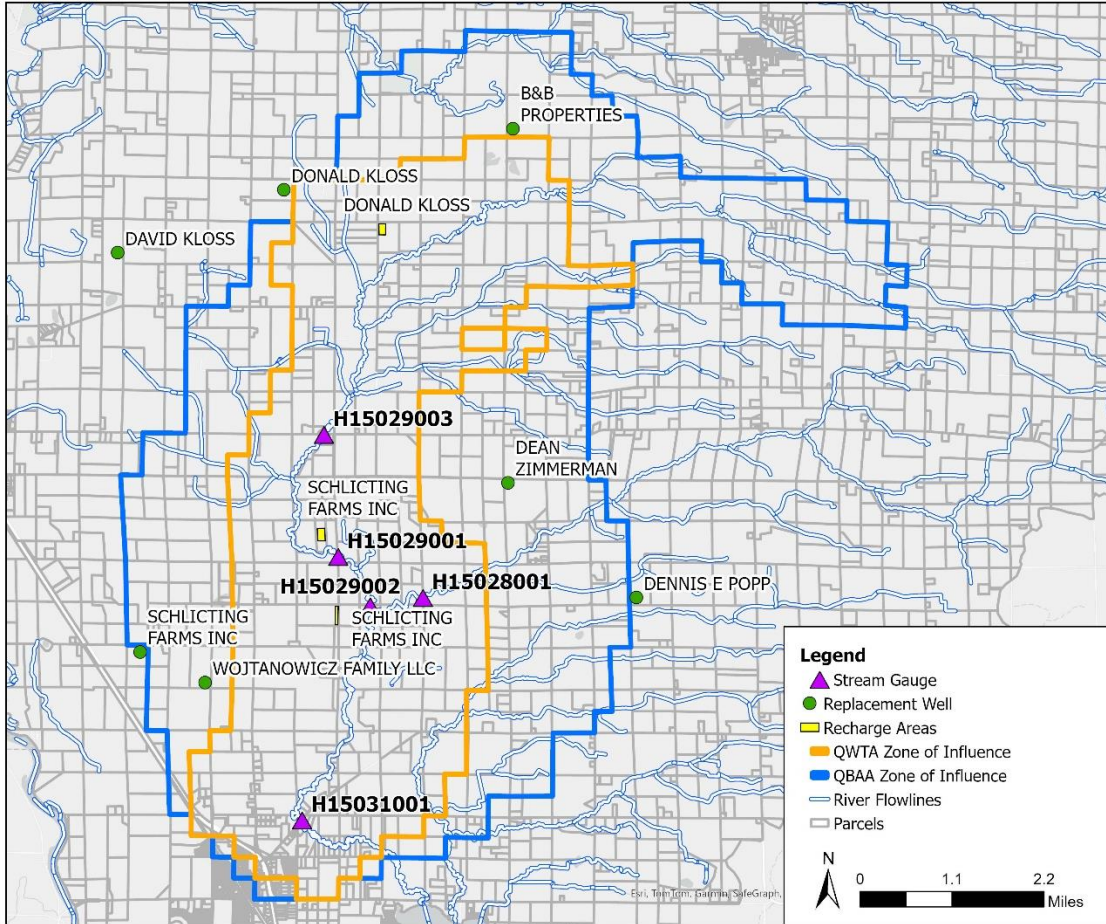 B&B
PROPERTIES
DONALD KLOSS
DONALD KLOSS
DAVID KLOSS
H15029003
DEAN
ZIMMERMAN
SCHLICTING
FARMS INC
H15029001
H15029002
H15028001
DENNIS E POPP
SCHLICTING
FARMS INC
SCHLICTING
FARMS INC
WOJTANOWICZ FAMILY LLC
H15031001
Legend
Stream Gauge
Replacement Well
Recharge Areas
QWTA Zone of Influence
QBAA Zone of Influence
River Flowlines
Parcels
N
0 1.1 2.2
Miles
Esri, TomTom, Garmin, SafeGraph,